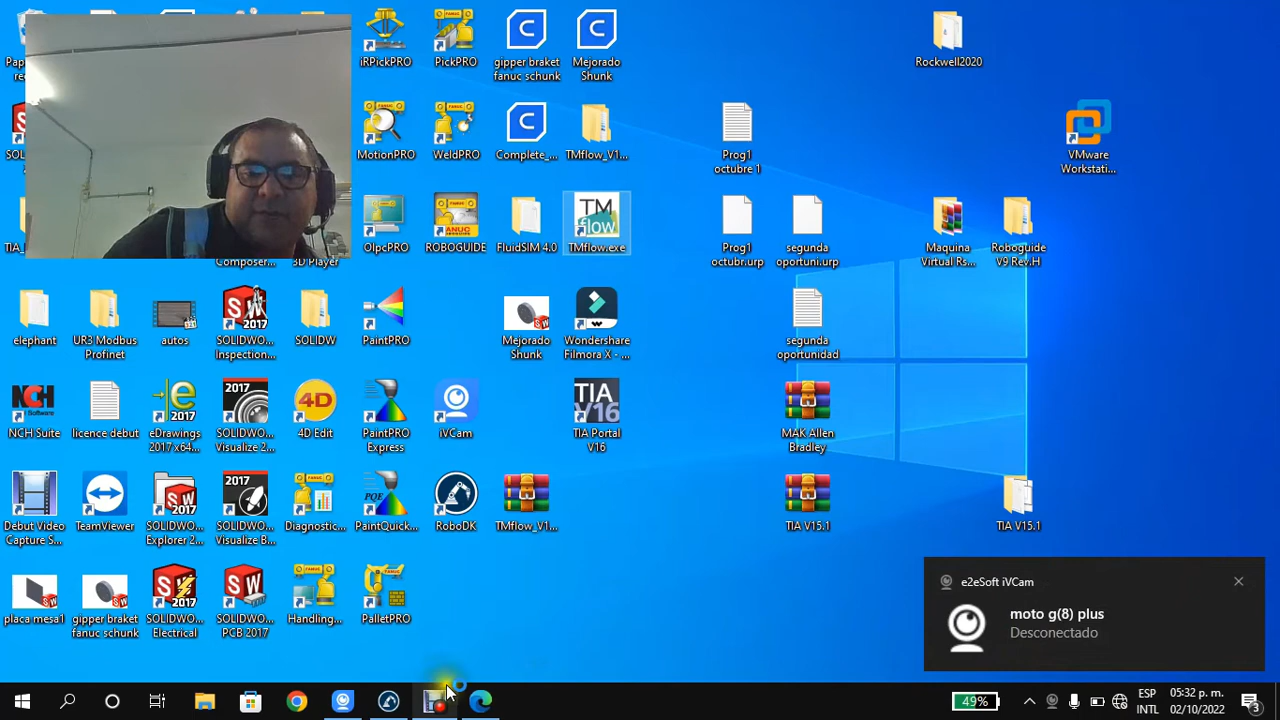 iRPickPRO
PickPRO
gipper braket
fanuc schunk
Mejorado
Shunk
Rockwell2020
MotionPRO
WeldPRO
Complete_...
TMflow_V1...
Prog1
octubre 1
VMware
Workstati...
OlpcPRO
ROBOGUIDE
FluidSIM 4.0
TM
flow
TMflow.exe
Prog1
octubr.urp
segunda
oportuni.urp
Maquina
Virtual Rs...
Roboguide
V9 Rev.H
Composer...
3D Player
elephant
UR3 Modbus
Profinet
autos
SOLIDWO...
Inspection...
SOLIDW
PaintPRO
Mejorado
Shunk
Wondershare
Filmora X - ...
segunda
oportunidad
NCH Suite
licence debut
eDrawings
2017 x64...
SOLIDWO...
Visualize 2...
4D Edit
PaintPRO
Express
iVCam
TIA
V16
TIA Portal
V16
MAK Allen
Bradley
Debut Video
Capture S...
TeamViewer
SOLIDWO...
Explorer 2...
SOLIDWO...
Visualize B...
Diagnostic...
PaintQuick...
RoboDK
TMflow_V1...
TIA V15.1
TIA V15.1
placa mesa1
gipper braket
fanuc schunk
SOLIDWO...
Electrical
SOLIDWO...
PCB 2017
Handling...
PalletPRO
e2eSoft iVCam
moto g(8) plus
Desconectado
49%
ESP
INTL
05:32 p. m.
02/10/2022
3